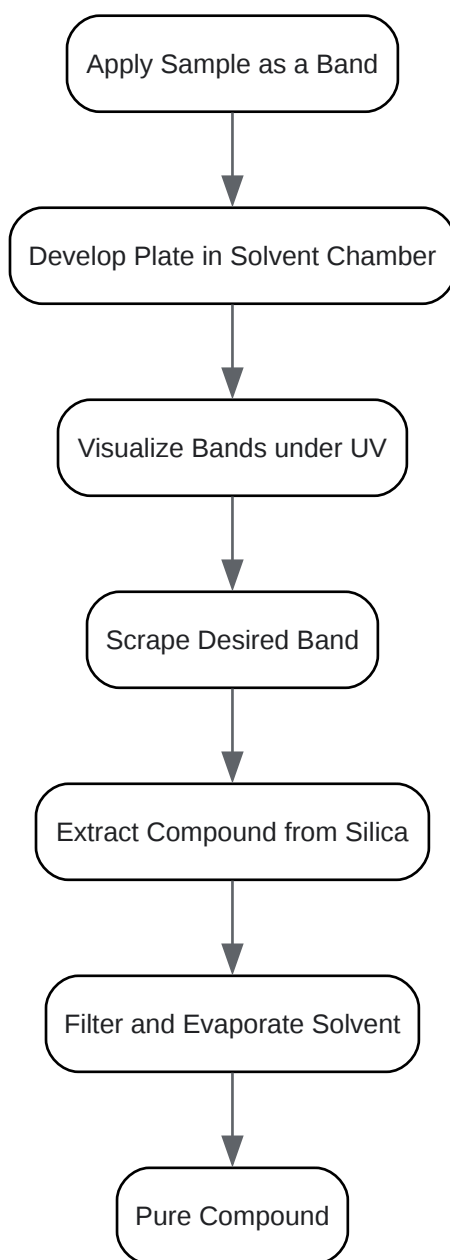 Apply Sample as a Band
Develop Plate in Solvent Chamber
Visualize Bands under UV
Scrape Desired Band
Extract Compound from Silica
Filter and Evaporate Solvent
Pure Compound